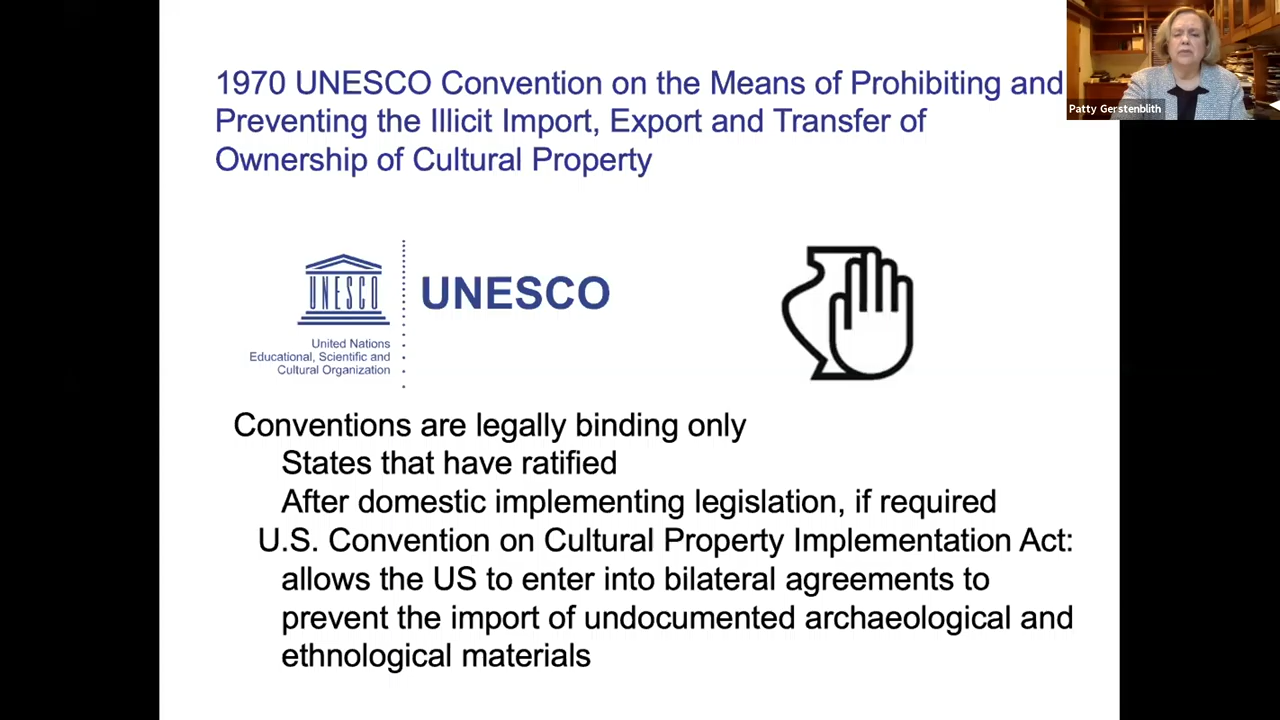 1970 UNESCO Convention on the Means of Prohibiting and
Preventing the Illicit Import, Export and Transfer of
Ownership of Cultural Property
Patty Gerstenblith
UNESCO
United Nations
Educational, Scientific and
Cultural Organization
UNESCO
Conventions are legally binding only
States that have ratified
After domestic implementing legislation, if required
U.S. Convention on Cultural Property Implementation Act:
allows the US to enter into bilateral agreements to
prevent the import of undocumented archaeological and
ethnological materials